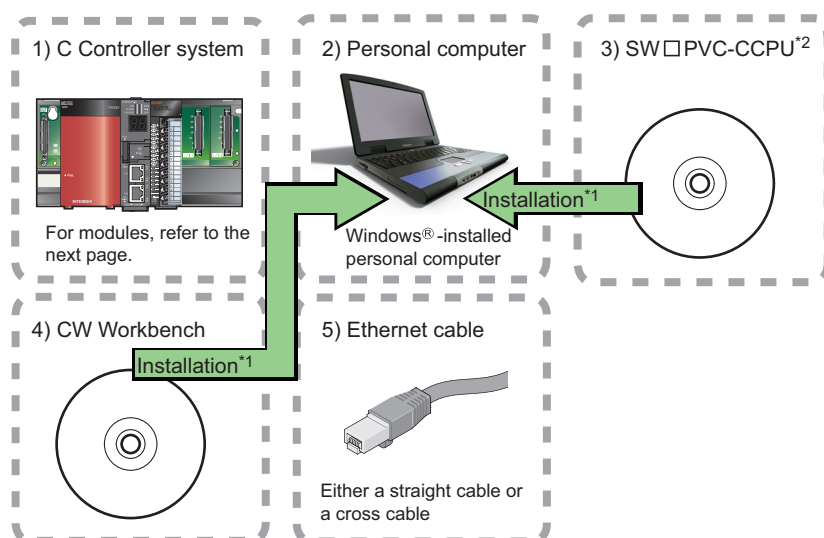 1) C Controller system
For modules, refer to the
next page.
2) Personal computer
Windows®-installed
personal computer
3) SW□PVC-CCPU*2
Installation*1
4) CW Workbench
Installation*1
5) Ethernet cable
Either a straight cable or
a cross cable